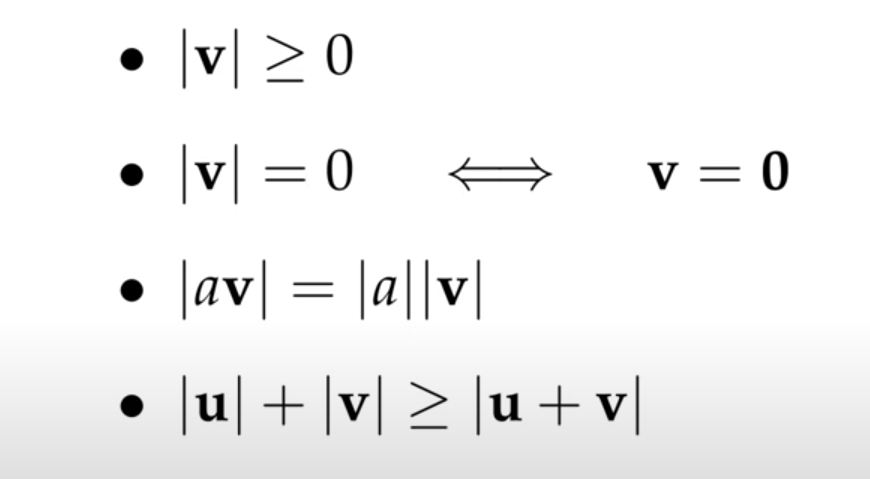 • |v| ≥ 0
• |v| = 0 ⟺ v = 0
• |av| = |a||v|
• |u| + |v| ≥ |u + v|